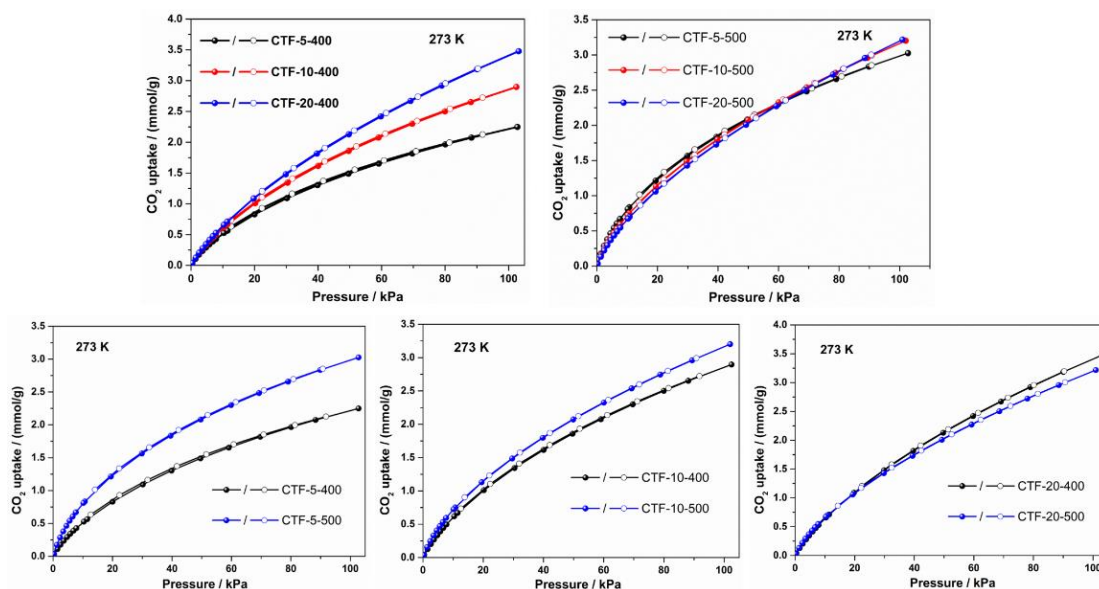 4.0
3.5
3.0
2.5
2.0
1.5
1.0
0.5
0.0
/ CTF-5-400
/ CTF-10-400
/ CTF-20-400
273 K
0 20 40 60 80 100
CO2 uptake / (mmol/g)
Pressure / kPa
3.5
3.0
2.5
2.0
1.5
1.0
0.5
0.0
/ CTF-5-500
/ CTF-10-500
/ CTF-20-500
273 K
0 20 40 60 80 100
CO2 uptake / (mmol/g)
Pressure / kPa
3.5
3.0
2.5
2.0
1.5
1.0
0.5
0.0
273 K
/ CTF-5-400
/ CTF-5-500
0 20 40 60 80 100
CO2 uptake / (mmol/g)
Pressure / kPa
3.5
3.0
2.5
2.0
1.5
1.0
0.5
0.0
273 K
/ CTF-10-400
/ CTF-10-500
0 20 40 60 80 100
CO2 uptake / (mmol/g)
Pressure / kPa
4.0
3.5
3.0
2.5
2.0
1.5
1.0
0.5
0.0
273 K
/ CTF-20-400
/ CTF-20-500
0 20 40 60 80 100
CO2 uptake / (mmol/g)
Pressure / kPa